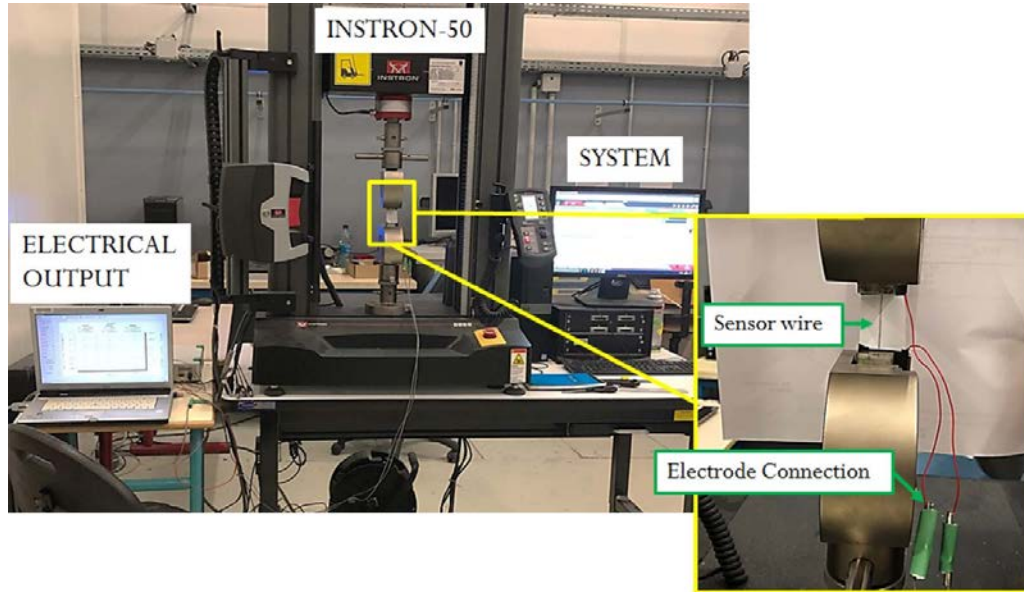 INSTRON-50
INSTRON
SYSTEM
ELECTRICAL
OUTPUT
Sensor wire
Electrode Connection